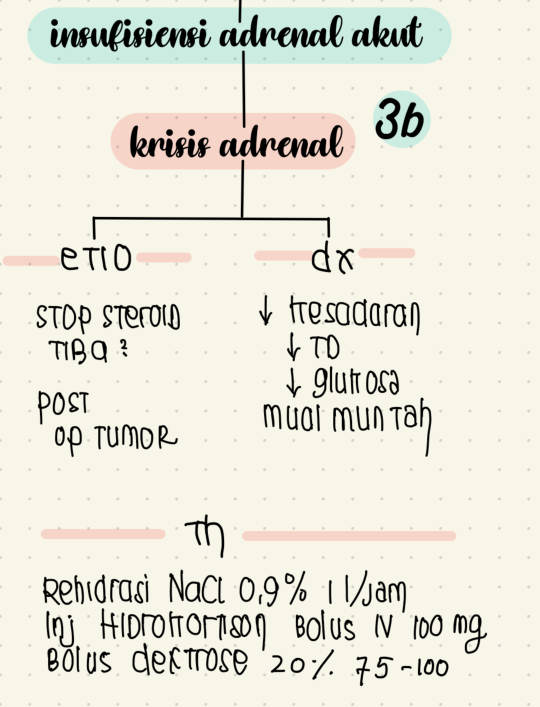 insufisiensi adrenal akut
krisis adrenal
3b
etio
dx
STOP STEROID
TIBA²
POST
OP TUMOR
↓ kesadaran
↓ TD
↓ glukosa
mual muntah
Th
Rehidrasi NaCl 0,9% 1 l/jam
Inj Hidrokortison Bolus IV 100 mg
Bolus dextrose 20% 75-100